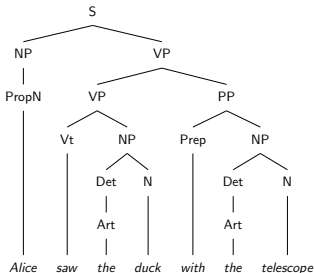 S
NP VP
PropN VP PP
Vt NP Prep NP
Det N Det N
Art Art
Alice saw the duck with the telescope